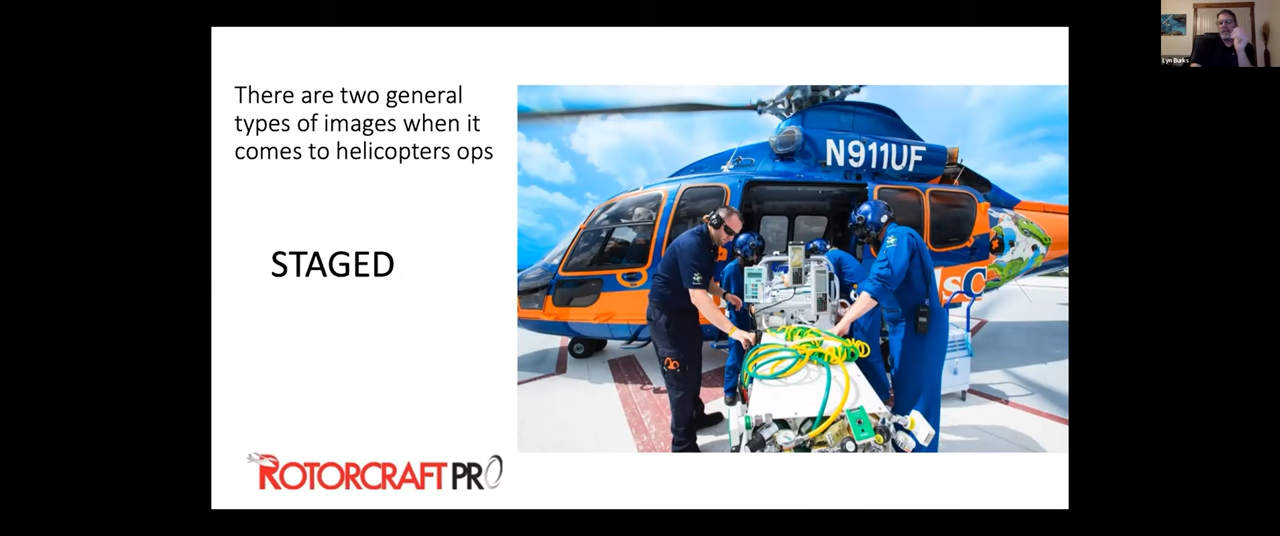 There are two general
types of images when it
comes to helicopters ops
STAGED
N911UF
sC
ROTORCRAFT PRO
Lyn Burks